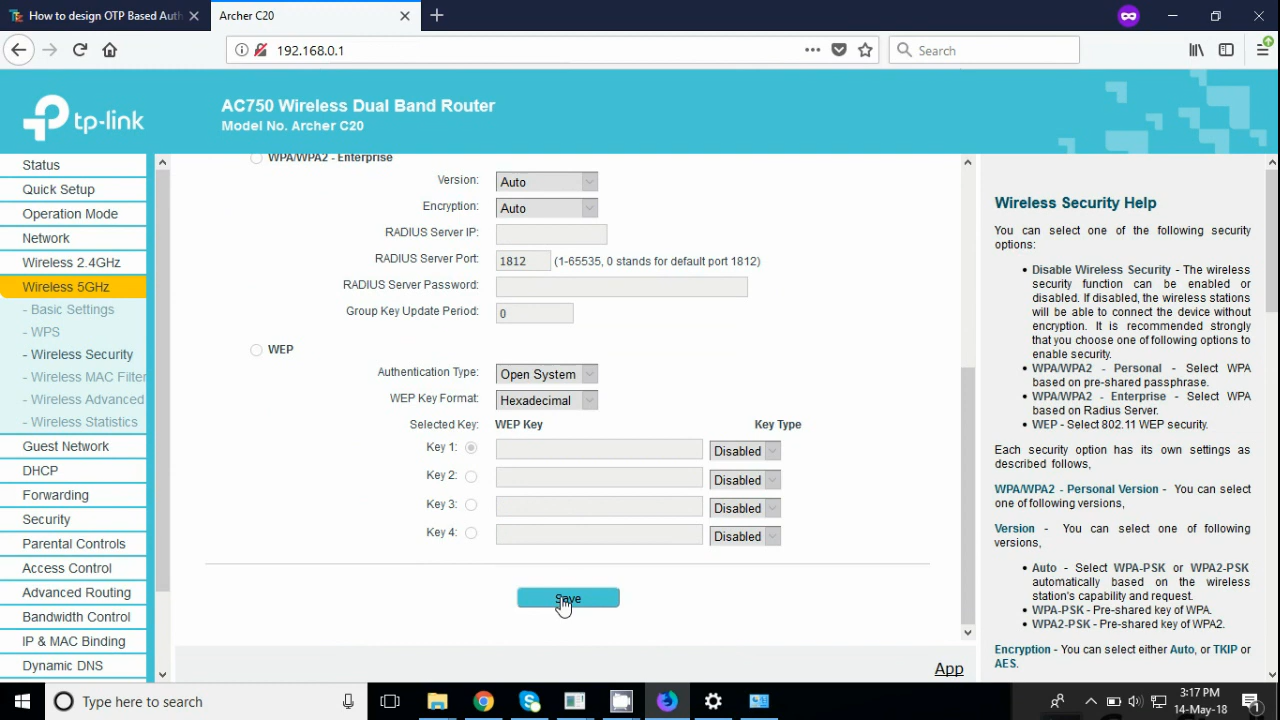 How to design OTP Based Auth
Archer C20
192.168.0.1
Search
tp-link
AC750 Wireless Dual Band Router
Model No. Archer C20
Status
Quick Setup
Operation Mode
Network
Wireless 2.4GHz
Wireless 5GHz
- Basic Settings
- WPS
- Wireless Security
- Wireless MAC Filter
- Wireless Advanced
- Wireless Statistics
Guest Network
DHCP
Forwarding
Security
Parental Controls
Access Control
Advanced Routing
Bandwidth Control
IP & MAC Binding
Dynamic DNS
WPA/WPA2 - Enterprise
Version: Auto
Encryption: Auto
RADIUS Server IP:
RADIUS Server Port: 1812 (1-65535, 0 stands for default port 1812)
RADIUS Server Password:
Group Key Update Period: 0
WEP
Authentication Type: Open System
WEP Key Format: Hexadecimal
Selected Key: WEP Key Key Type
Key 1: Disabled
Key 2: Disabled
Key 3: Disabled
Key 4: Disabled
Save
App
Wireless Security Help
You can select one of the following security
options:
• Disable Wireless Security - The wireless
security function can be enabled or
disabled. If disabled, the wireless stations
will be able to connect the device without
encryption. It is recommended strongly
that you choose one of following options to
enable security.
• WPA/WPA2 - Personal - Select WPA
based on pre-shared passphrase.
• WPA/WPA2 - Enterprise - Select WPA
based on Radius Server.
• WEP - Select 802.11 WEP security.
Each security option has its own settings as
described follows,
WPA/WPA2 - Personal Version - You can select
one of following versions,
Version - You can select one of following
versions,
• Auto - Select WPA-PSK or WPA2-PSK
automatically based on the wireless
station's capability and request.
• WPA-PSK - Pre-shared key of WPA.
• WPA2-PSK - Pre-shared key of WPA2.
Encryption - You can select either Auto, or TKIP or
AES.
Type here to search
3:17 PM
14-May-18
1